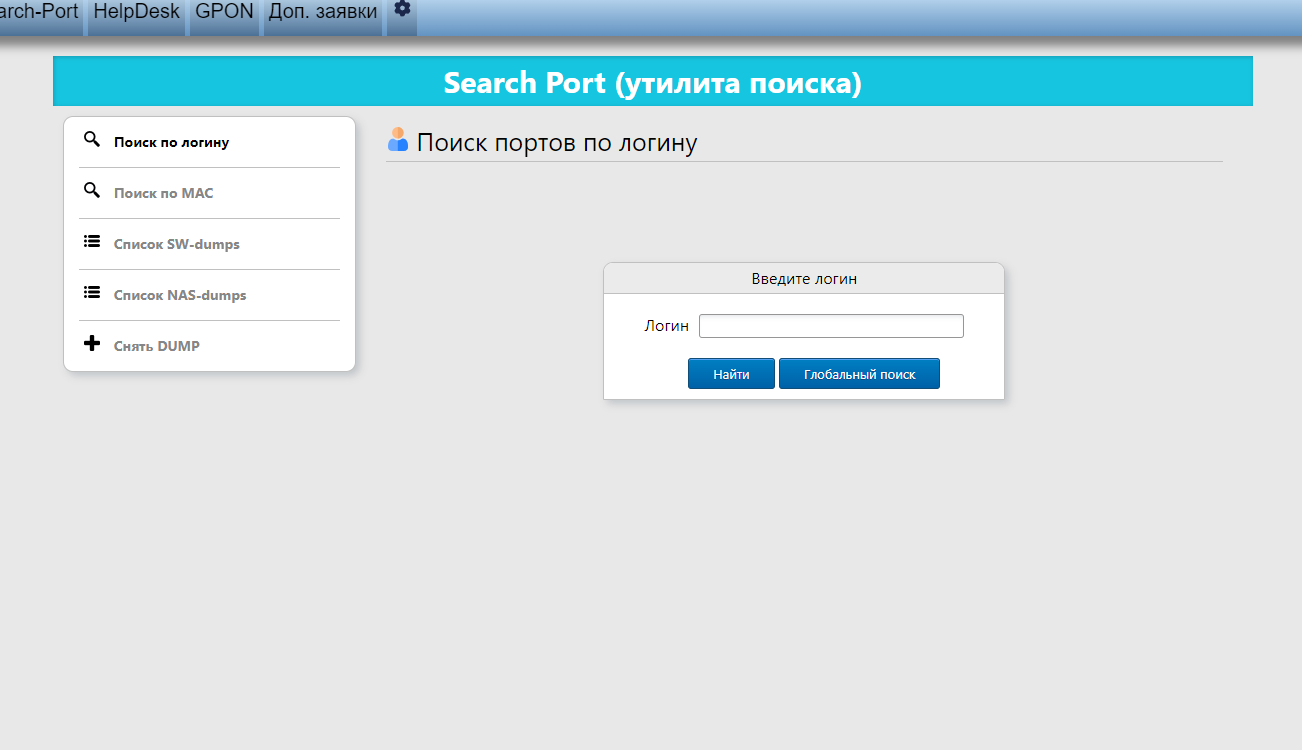 arch-Port HelpDesk GPON Доп. заявки
Search Port (утилита поиска)
Поиск по логину
Поиск по MAC
Список SW-dumps
Список NAS-dumps
Снять DUMP
Поиск портов по логину
Введите логин
Логин
Найти Глобальный поиск